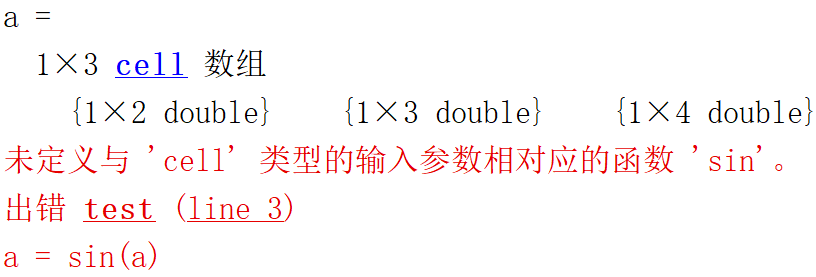 a =
1×3 cell 数组
{1×2 double} {1×3 double} {1×4 double}
未定义与 'cell' 类型的输入参数相对应的函数 'sin'。
出错 test (line 3)
a = sin(a)